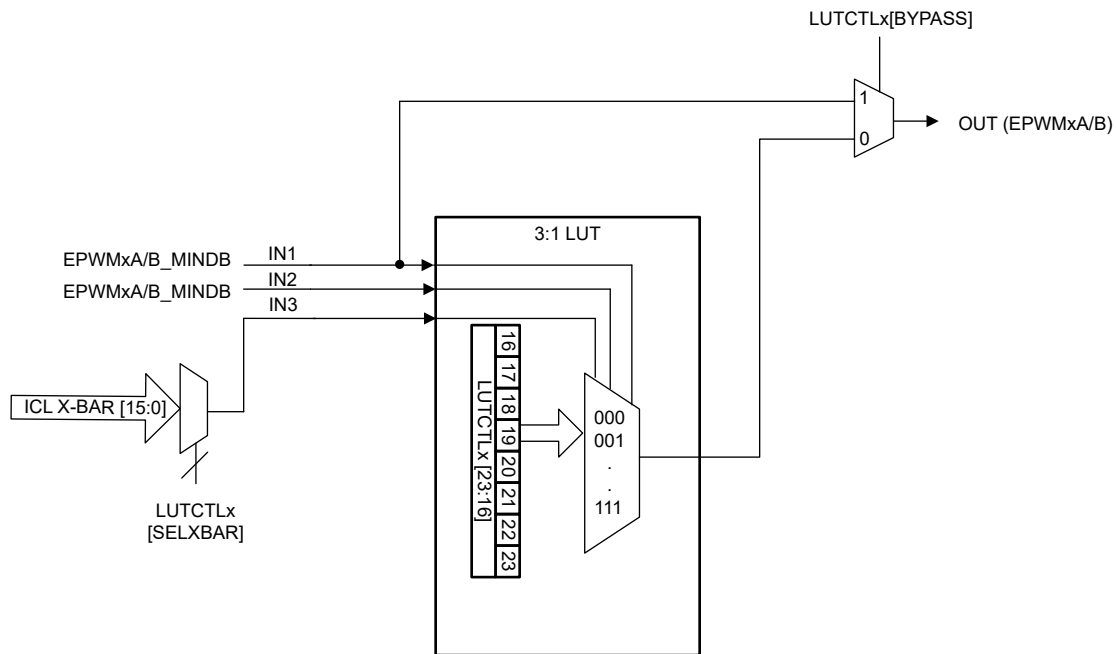 LUTCTLx[BYPASS]
1
OUT (EPWMxA/B)
0
3:1 LUT
EPWMxA/B_MINDB
IN1
EPWMxA/B_MINDB
IN2
IN3
16
17
18
19
20
21
22
23
LUTCTLx [23:16]
000
001
.
.
111
ICL X-BAR [15:0]
LUTCTLx
[SELXBAR]